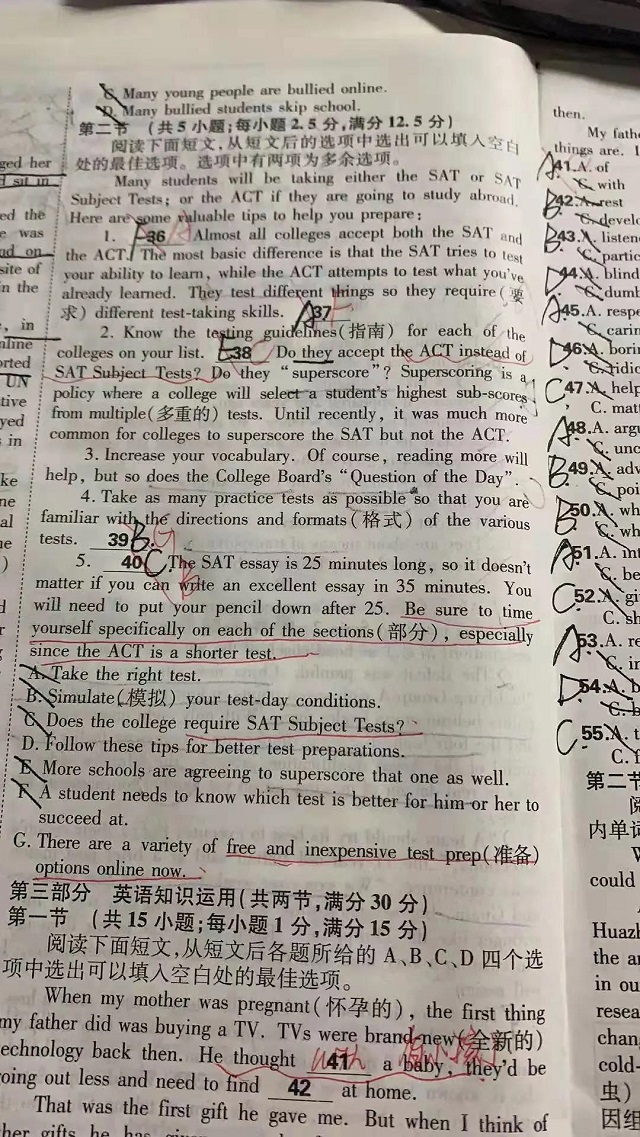 C. Many young people are bullied online.
D. Many bullied students skip school.
第二节 (共5小题;每小题2.5分,满分12.5分)
阅读下面短文,从短文后的选项中选出可以填入空白
处的最佳选项。选项中有两项为多余选项。
Many students will be taking either the SAT or SAT
Subject Tests; or the ACT if they are going to study abroad.
Here are some valuable tips to help you prepare:
1. F 36 A Almost all colleges accept both the SAT and
the ACT. The most basic difference is that the SAT tries to test
your ability to learn, while the ACT attempts to test what you've
already learned. They test different things so they require (要
求) different test-taking skills. A 37 F
2. Know the testing guidelines(指南) for each of the
colleges on your list. E 38 C Do they accept the ACT instead of
SAT Subject Tests? Do they “superscore”? Superscoring is a
policy where a college will select a student's highest sub-scores
from multiple(多重的) tests. Until recently, it was much more
common for colleges to superscore the SAT but not the ACT.
3. Increase your vocabulary. Of course, reading more will
help, but so does the College Board's “Question of the Day”.
4. Take as many practice tests as possible so that you are
familiar with the directions and formats(格式) of the various
tests. 39 B G
5. 40 C The SAT essay is 25 minutes long, so it doesn't
matter if you can write an excellent essay in 35 minutes. You
will need to put your pencil down after 25. Be sure to time
yourself specifically on each of the sections(部分), especially
since the ACT is a shorter test.
A. Take the right test.
B. Simulate(模拟) your test-day conditions.
C. Does the college require SAT Subject Tests?
D. Follow these tips for better test preparations.
E. More schools are agreeing to superscore that one as well.
F. A student needs to know which test is better for him or her to
succeed at.
G. There are a variety of free and inexpensive test prep(准备)
options online now.
第三部分 英语知识运用(共两节,满分30分)
第一节 (共15小题;每小题1分,满分15分)
阅读下面短文,从短文后各题所给的A、B、C、D四个选
项中选出可以填入空白处的最佳选项。
When my mother was pregnant(怀孕的), the first thing
my father did was buying a TV. TVs were brand-new(全新的)
technology back then. He thought with 41 a baby, they'd be
going out less and need to find 42 at home.
That was the first gift he gave me. But when I think of
then.
My fath
things are. I
A 41. A. of
C. with
B 42. A. rest
C. develo
B 43. A. listen
C. partic
A 44. A. blind
C. dumb
A 45. A. respe
C. carin
D 46. A. borin
C. ridic
C 47. A. help
C. mat
A 48. A. argu
C. unc
B 49. A. adv
C. poi
B 50. A. wh
C. wh
A 51. A. int
C. be
C 52. A. gi
C. sh
A 53. A. re
C. in
D 54. A. b
C. b
C 55. A. t
C. f
第二节
内单词
could
Huazh
the ar
in ou
resea
chan
cold-
虫)
因组